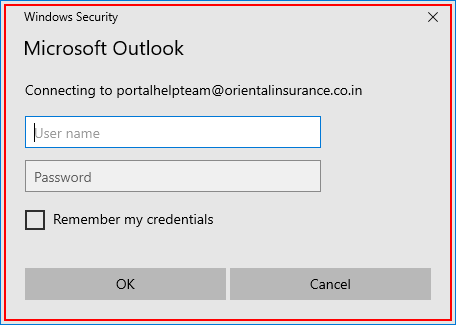 Windows Security
Microsoft Outlook
Connecting to portalhelpteam@orientalinsurance.co.in
User name
Password
Remember my credentials
OK
Cancel